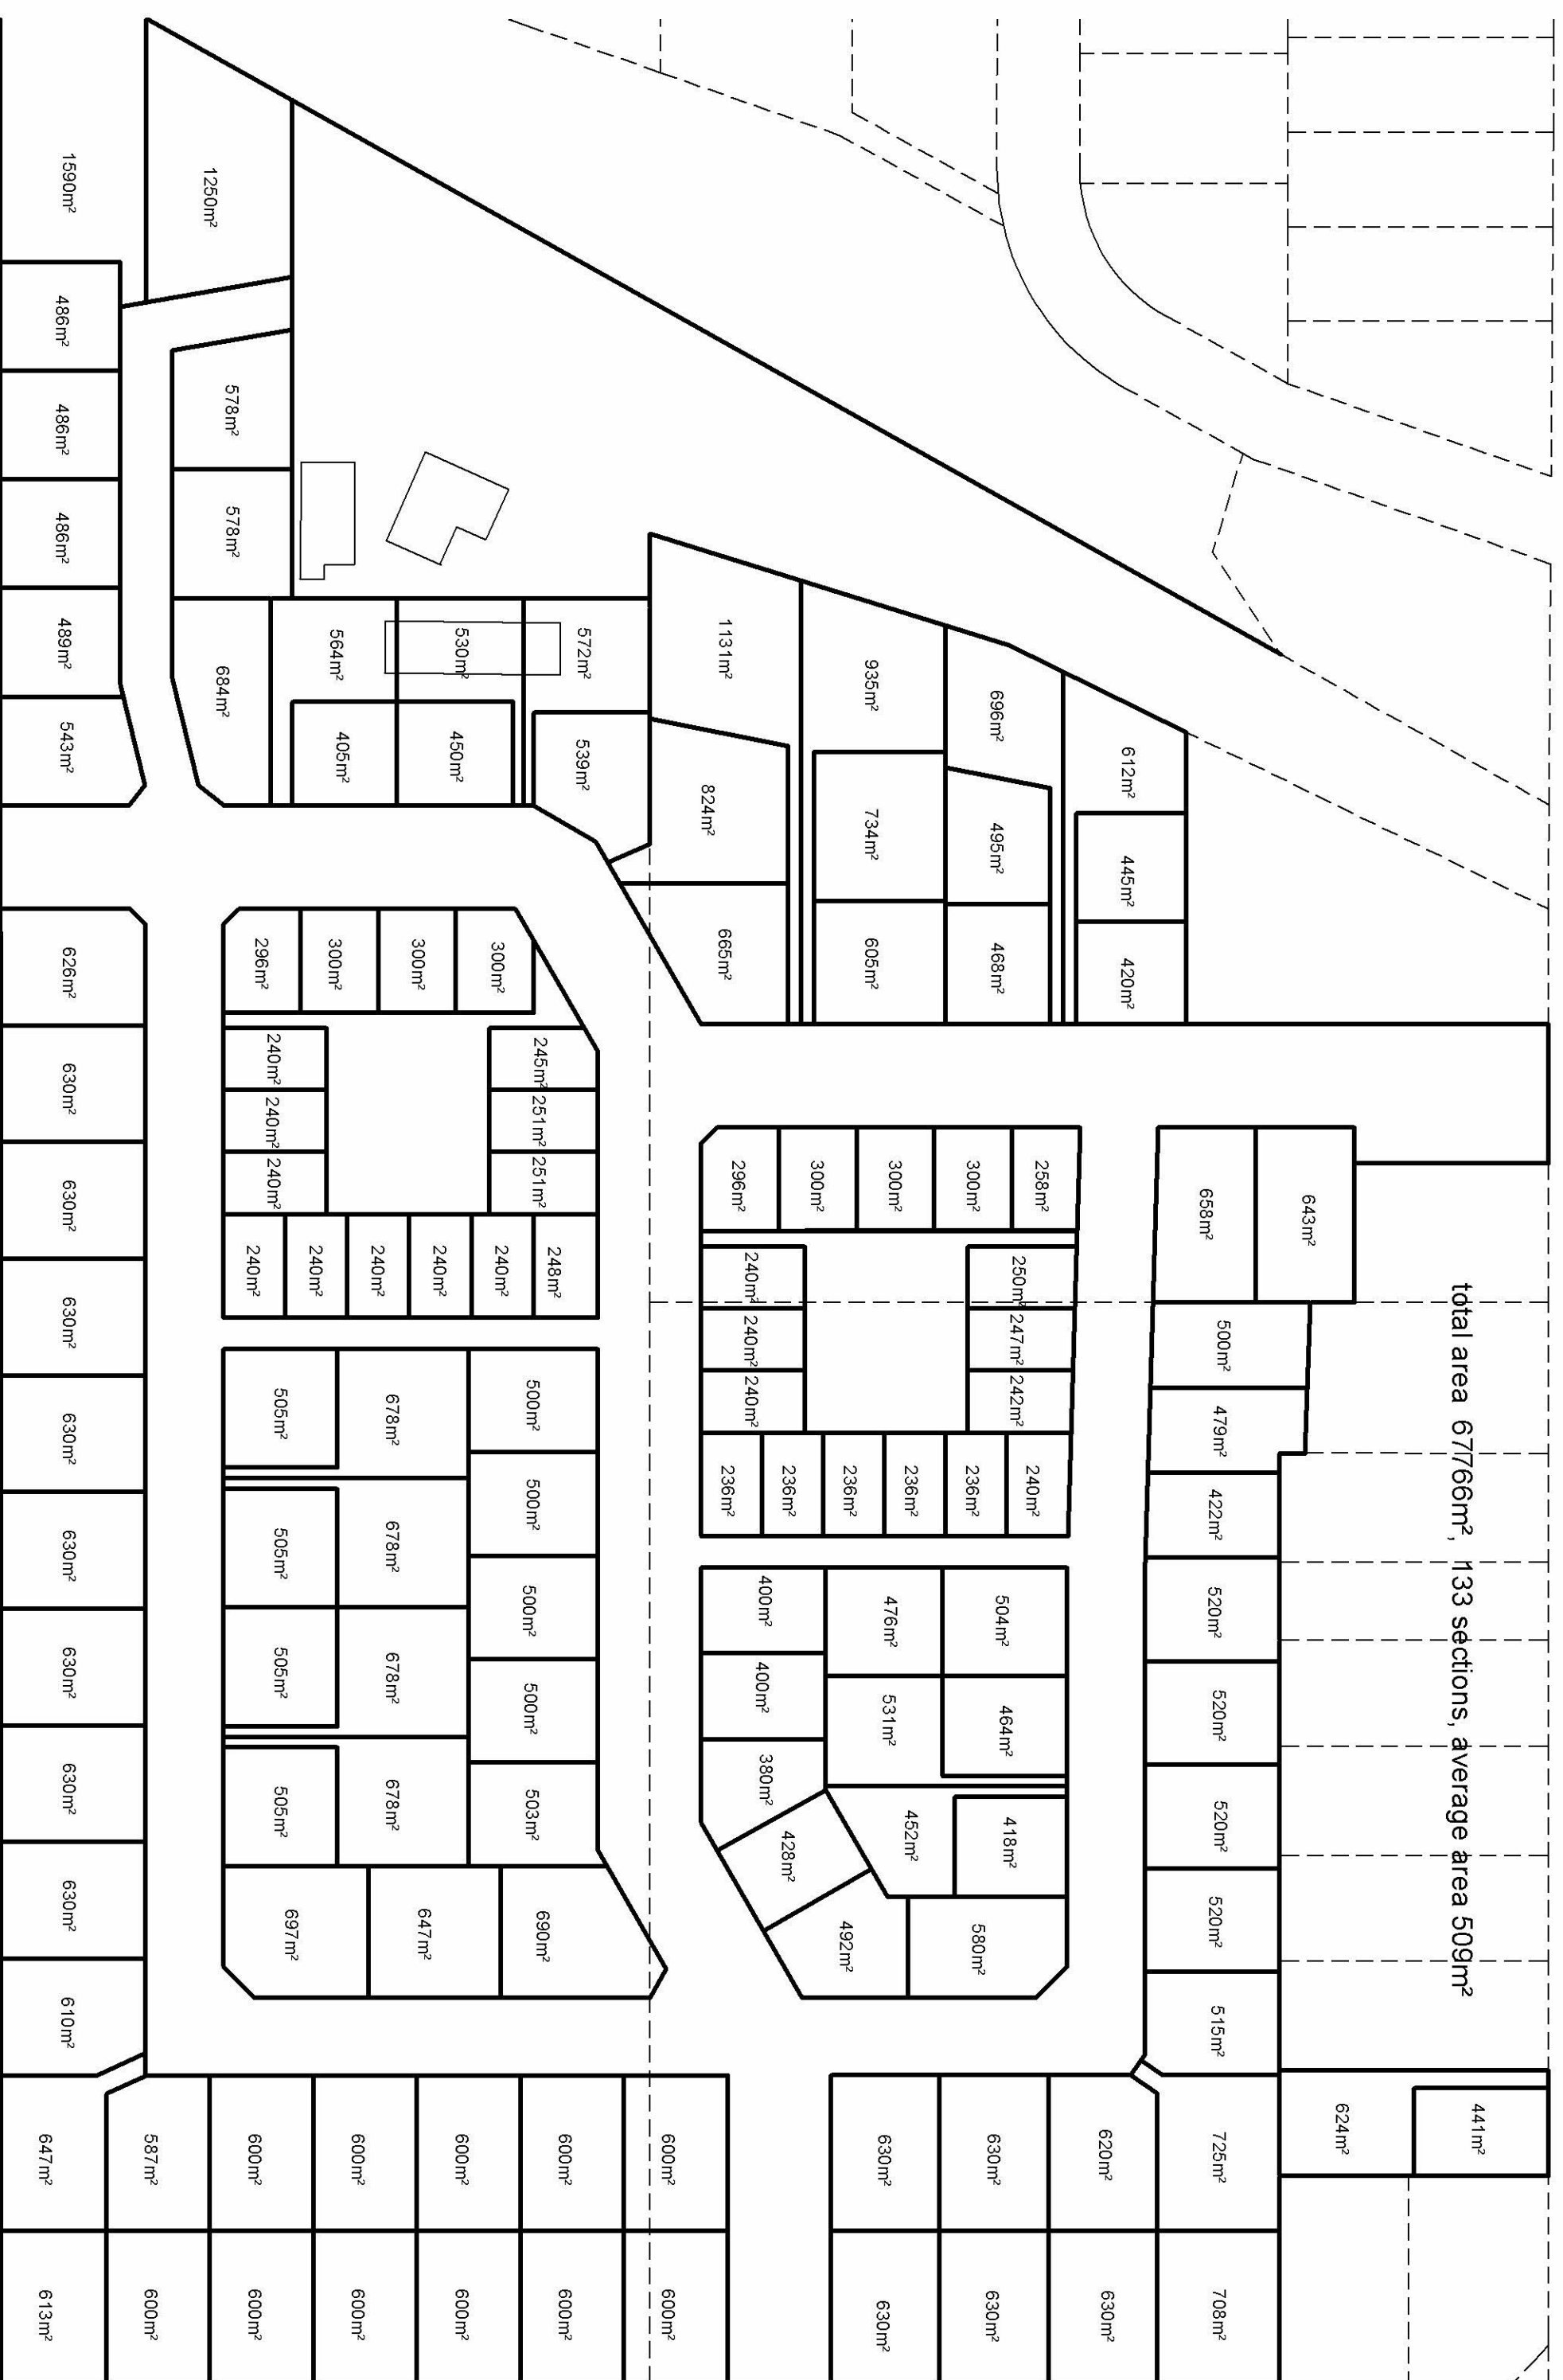 total area 67766m², 133 sections, average area 509m²
1590m²
1250m²
486m²
486m²
486m²
489m²
543m²
578m²
578m²
684m²
564m²
530m²
572m²
405m²
450m²
539m²
1131m²
824m²
665m²
935m²
734m²
605m²
696m²
495m²
468m²
612m²
445m²
420m²
626m²
630m²
630m²
630m²
630m²
630m²
630m²
630m²
630m²
610m²
296m²
300m²
300m²
300m²
240m²
240m²
240m²
245m²
251m²
251m²
240m²
240m²
240m²
240m²
240m²
248m²
296m²
300m²
300m²
300m²
258m²
240m²
240m²
240m²
250m²
247m²
242m²
236m²
236m²
236m²
236m²
236m²
240m²
658m²
643m²
500m²
479m²
422m²
520m²
520m²
520m²
520m²
515m²
505m²
505m²
505m²
505m²
678m²
678m²
678m²
678m²
500m²
500m²
500m²
500m²
503m²
697m²
647m²
690m²
400m²
400m²
380m²
428m²
492m²
476m²
531m²
452m²
504m²
464m²
418m²
580m²
647m²
587m²
600m²
600m²
600m²
600m²
600m²
630m²
630m²
620m²
725m²
624m²
441m²
613m²
600m²
600m²
600m²
600m²
600m²
600m²
630m²
630m²
630m²
708m²